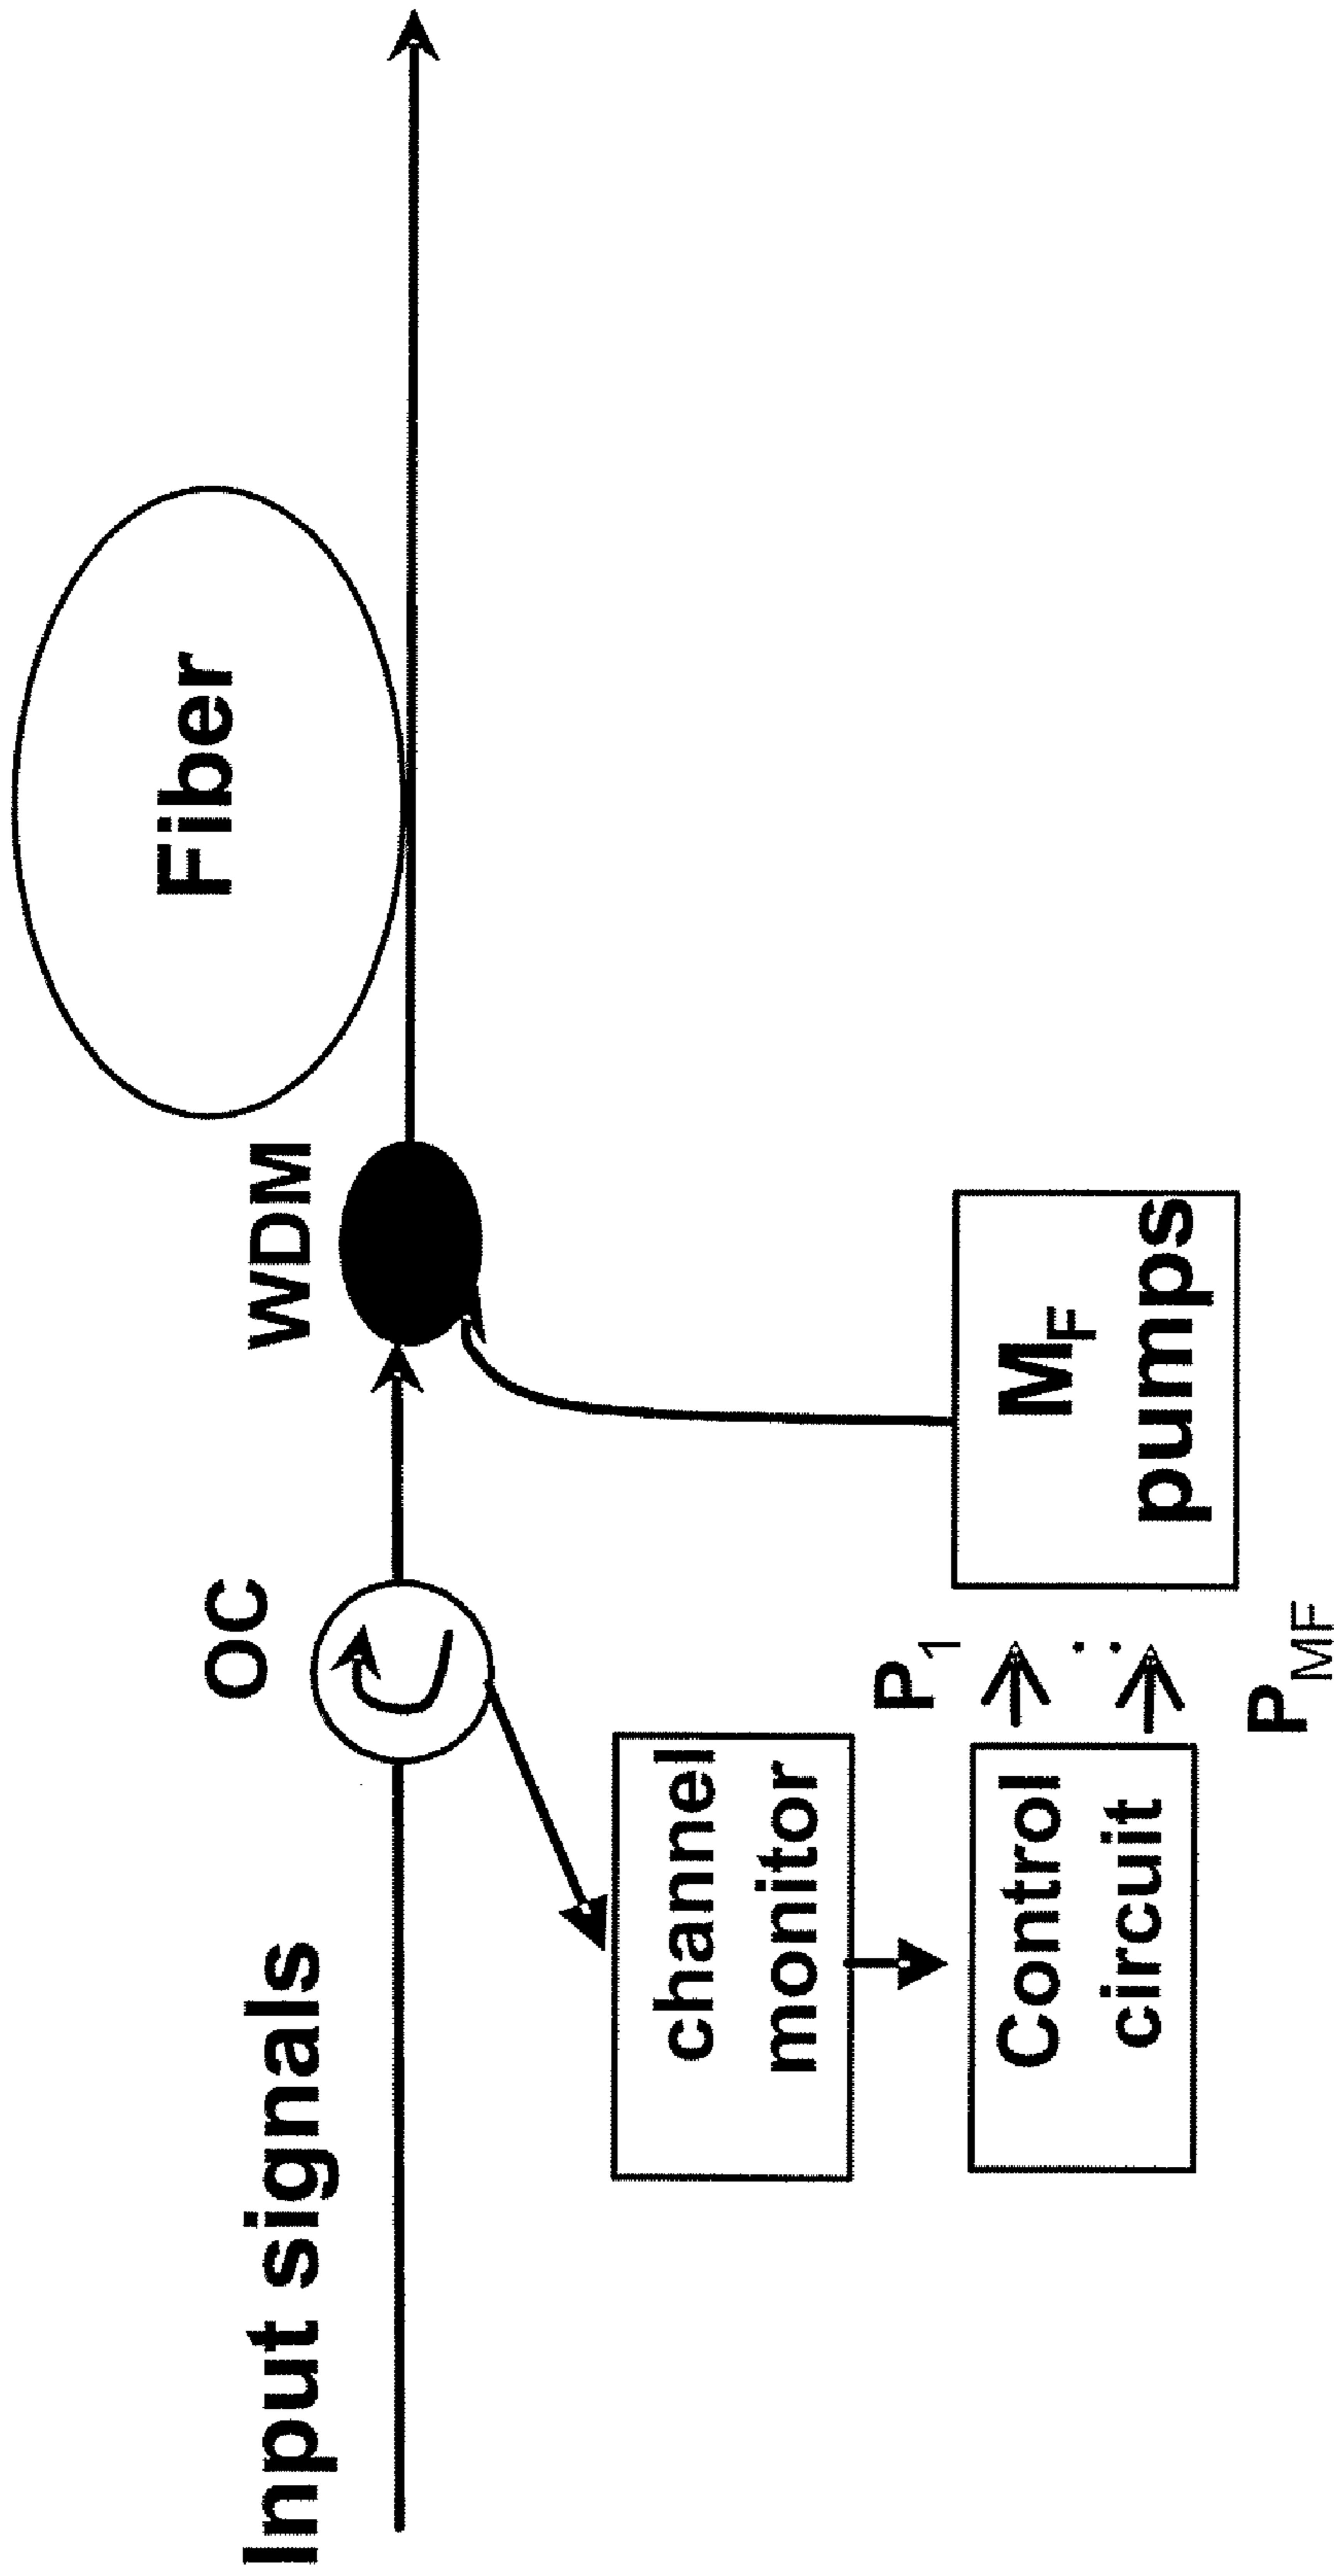 Input signals
OC
WDM
Fiber
channel
monitor
Control
circuit
P1
PMF
MF
pumps